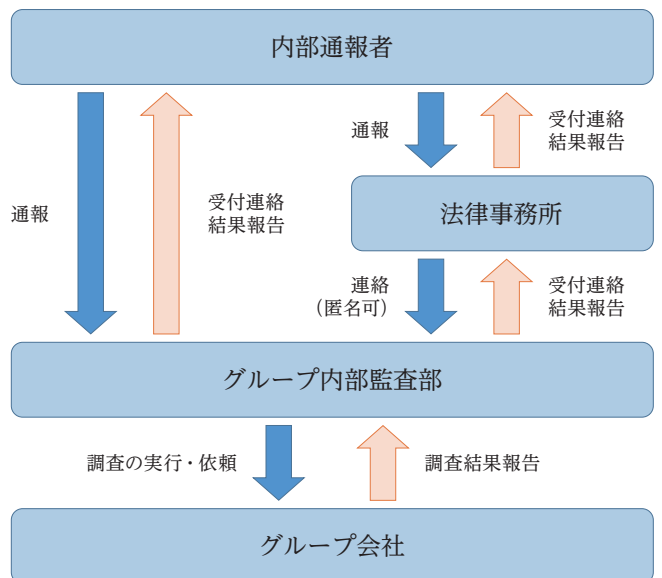 内部通報者
通報
受付連絡
結果報告
通報
受付連絡
結果報告
法律事務所
連絡
（匿名可）
受付連絡
結果報告
グループ内部監査部
調査の実行・依頼
調査結果報告
グループ会社